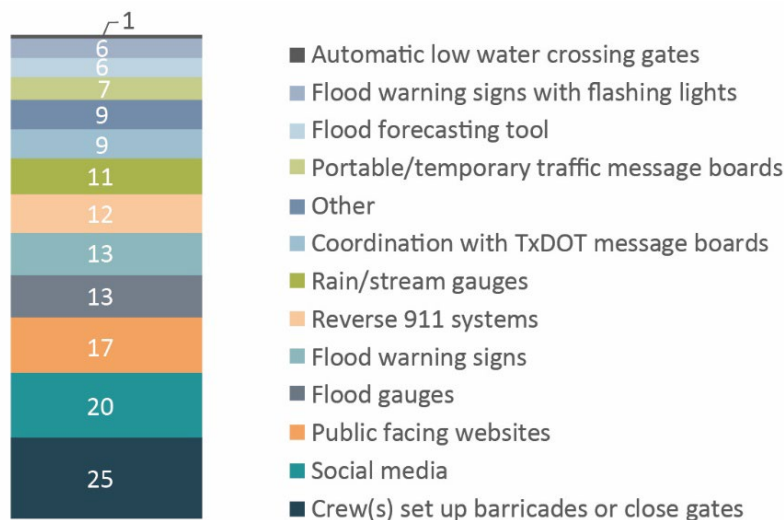 1
6
6
7
9
9
11
12
13
13
17
20
25
Automatic low water crossing gates
Flood warning signs with flashing lights
Flood forecasting tool
Portable/temporary traffic message boards
Other
Coordination with TxDOT message boards
Rain/stream gauges
Reverse 911 systems
Flood warning signs
Flood gauges
Public facing websites
Social media
Crew(s) set up barricades or close gates